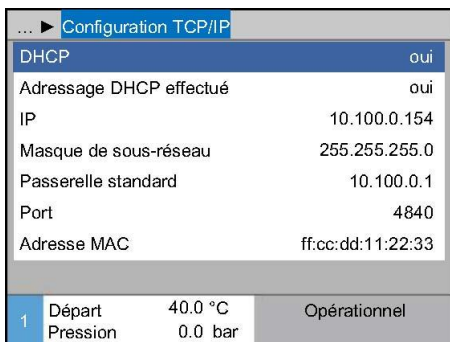 ... ► Configuration TCP/IP
DHCP oui
Adressage DHCP effectué oui
IP 10.100.0.154
Masque de sous-réseau 255.255.255.0
Passerelle standard 10.100.0.1
Port 4840
Adresse MAC ff:cc:dd:11:22:33
1 Départ 40.0 °C Opérationnel
Pression 0.0 bar